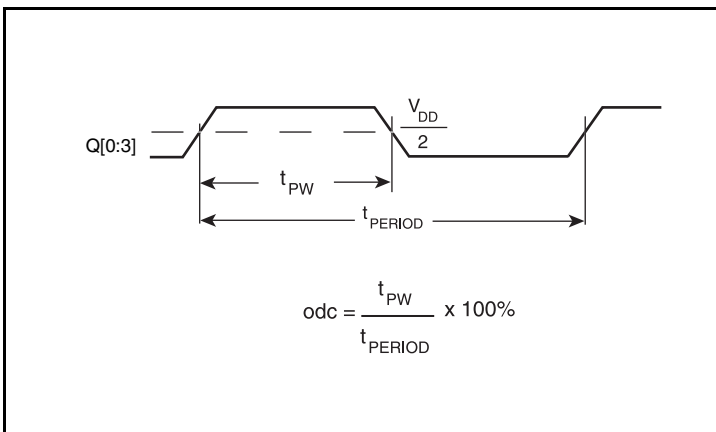 V_DD
Q[0:3]
2
t_PW
t_PERIOD
t_PW
odc = x 100%
t_PERIOD